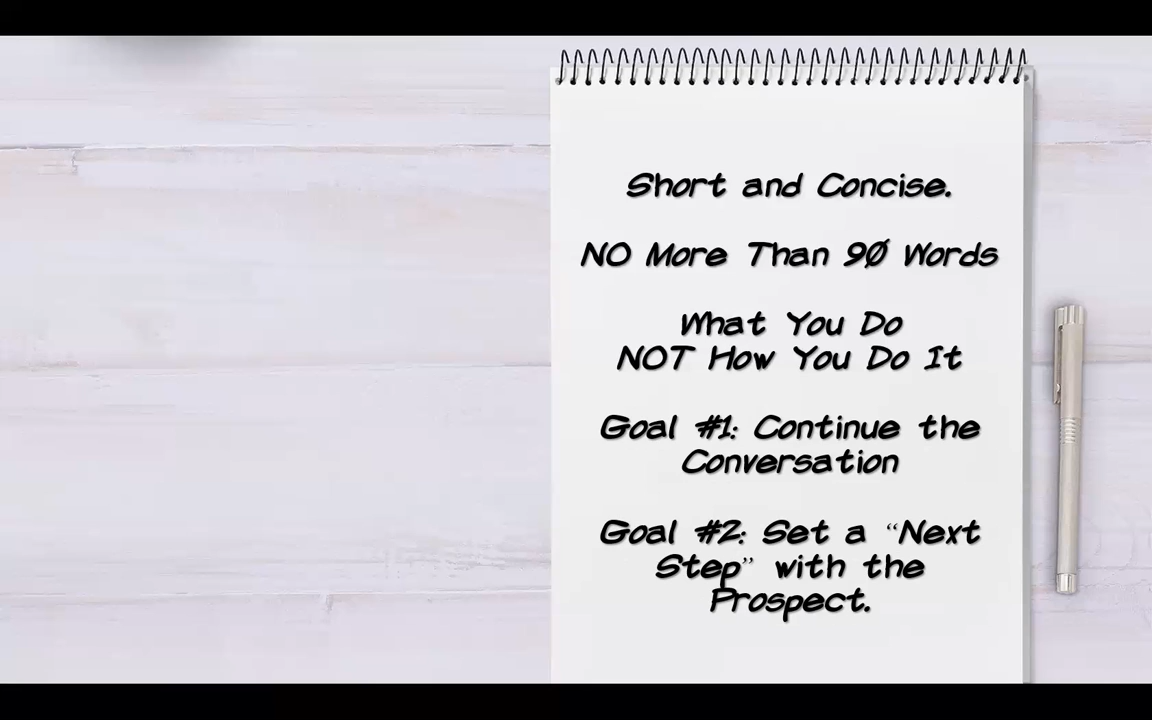 Short and Concise.
NO More Than 90 Words
What You Do
NOT How You Do It
Goal #1: Continue the
Conversation
Goal #2: Set a “Next
Step” with the
Prospect.